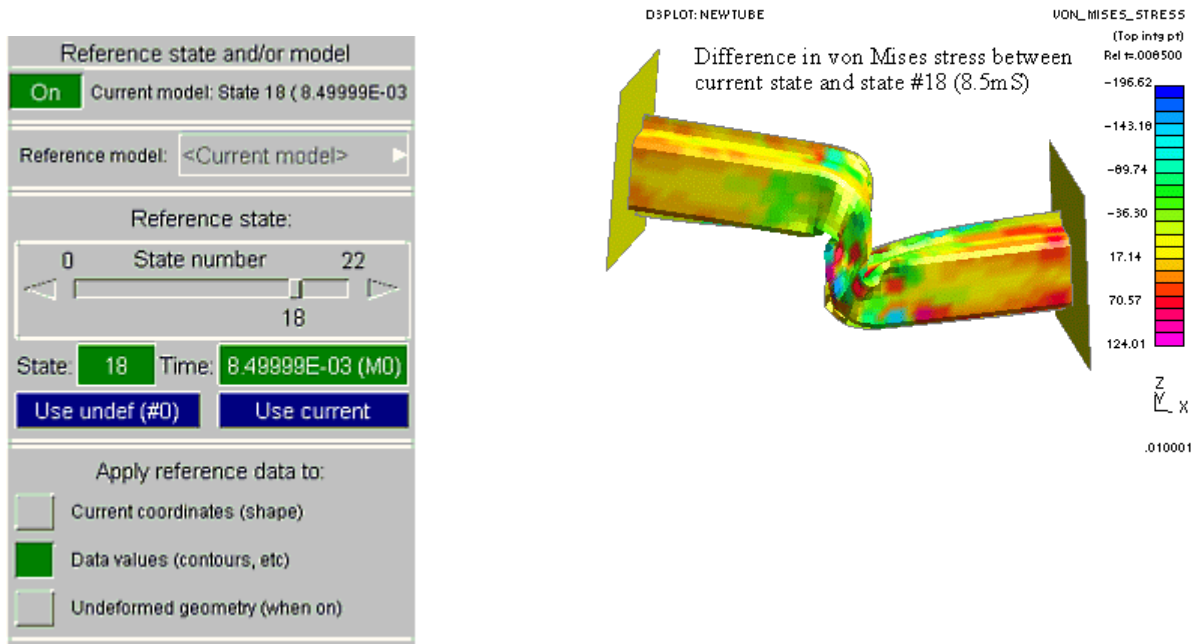 Reference state and/or model
On Current model: State 18 ( 8.49999E-03
Reference model: <Current model>
Reference state:
0 State number 22
18
State: 18 Time: 8.49999E-03 (M0)
Use undef (#0) Use current
Apply reference data to:
Current coordinates (shape)
Data values (contours, etc)
Undeformed geometry (when on)
D3PLOT: NEWTUBE
VON_MISES_STRESS
(Top intg pt)
Rel t=.008500
Difference in von Mises stress between
current state and state #18 (8.5mS)
-196.62
-143.18
-89.74
-36.30
17.14
70.57
124.01
Z
Y
X
.010001